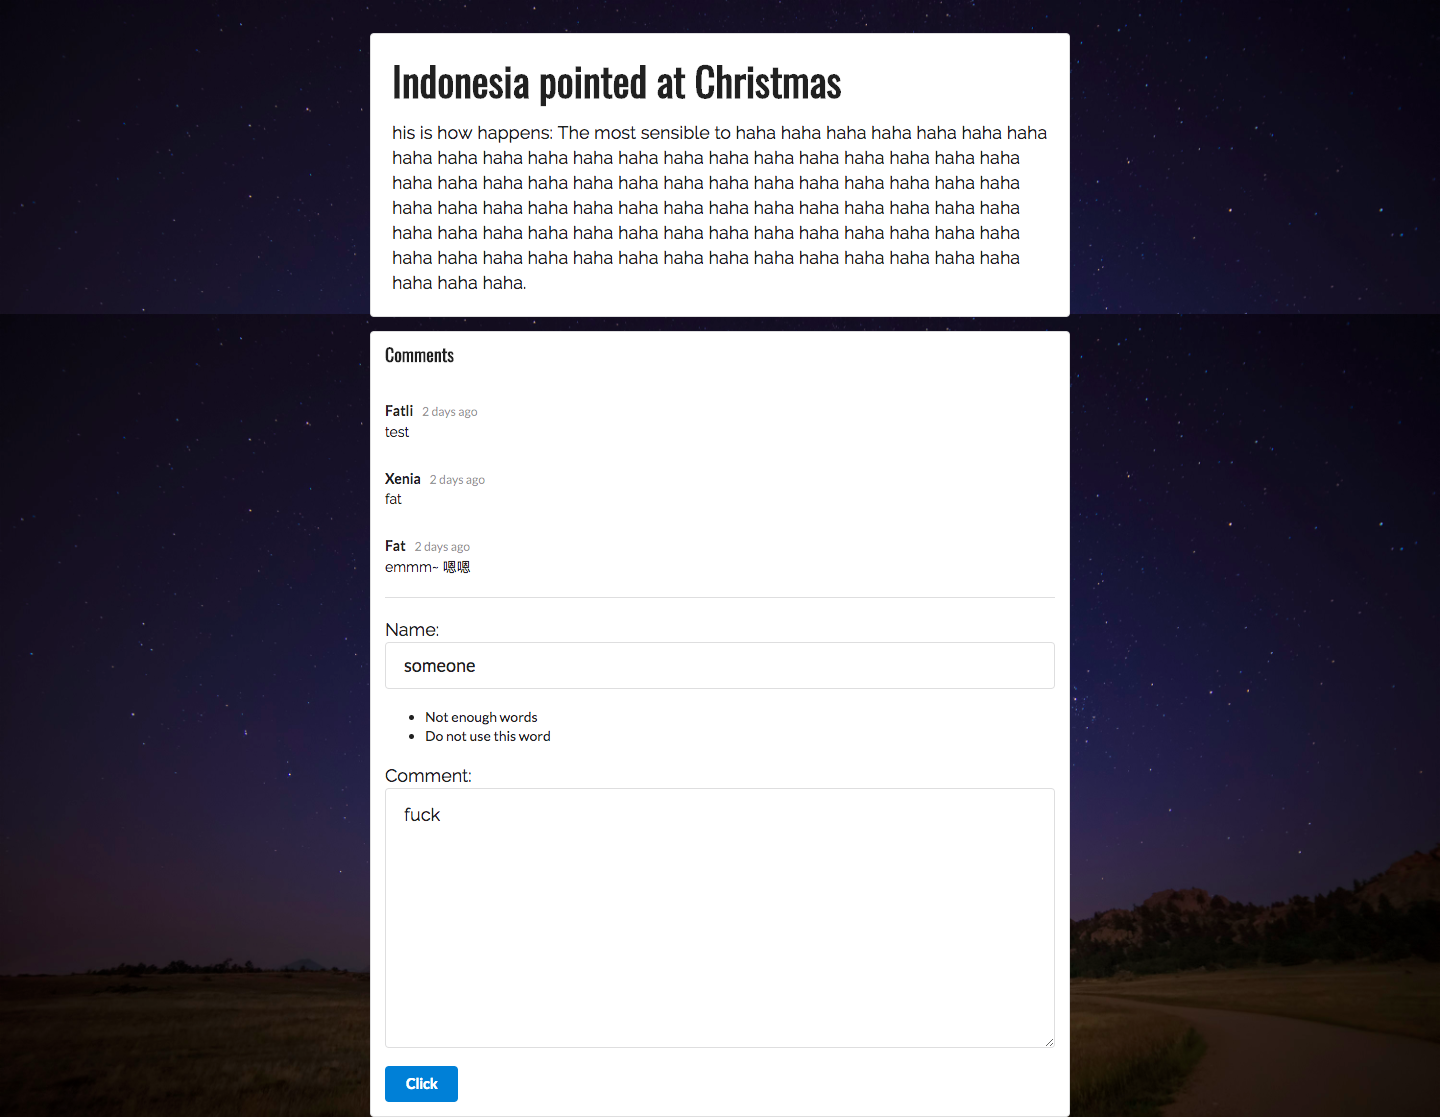 Indonesia pointed at Christmas
his is how happens: The most sensible to haha haha haha haha haha haha haha
haha haha haha haha haha haha haha haha haha haha haha haha haha haha
haha haha haha haha haha haha haha haha haha haha haha haha haha haha
haha haha haha haha haha haha haha haha haha haha haha haha haha haha
haha haha haha haha haha haha haha haha haha haha haha haha haha haha
haha haha haha haha haha haha haha haha haha haha haha haha haha haha
haha haha haha.
Comments
Fatli 2 days ago
test
Xenia 2 days ago
fat
Fat 2 days ago
emmm~ 嗯嗯
Name:
someone
Not enough words
Do not use this word
Comment:
fuck
Click